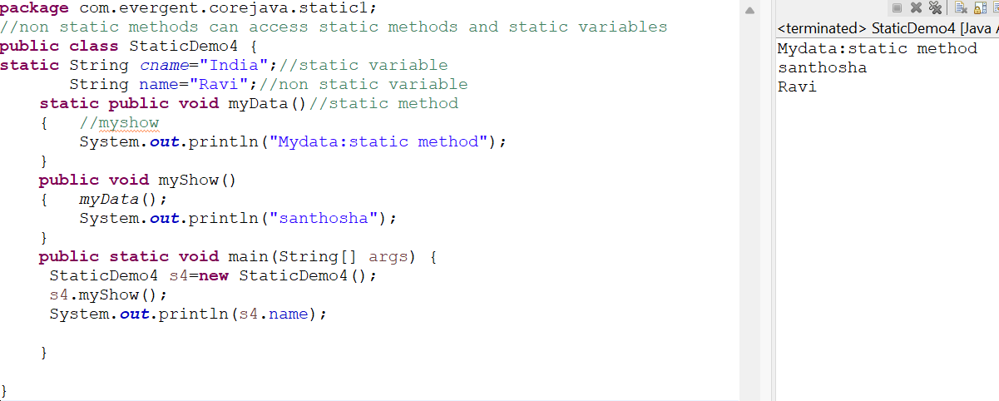 package com.evergent.corejava.static1;
//non static methods can access static methods and static variables
public class StaticDemo4 {
static String cname="India";//static variable
String name="Ravi";//non static variable
static public void myData()//static method
{ //myshow
System.out.println("Mydata:static method");
}
public void myShow()
{ myData();
System.out.println("santhosha");
}
public static void main(String[] args) {
StaticDemo4 s4=new StaticDemo4();
s4.myShow();
System.out.println(s4.name);
}
}
<terminated> StaticDemo4 [Java A
Mydata:static method
santhosha
Ravi